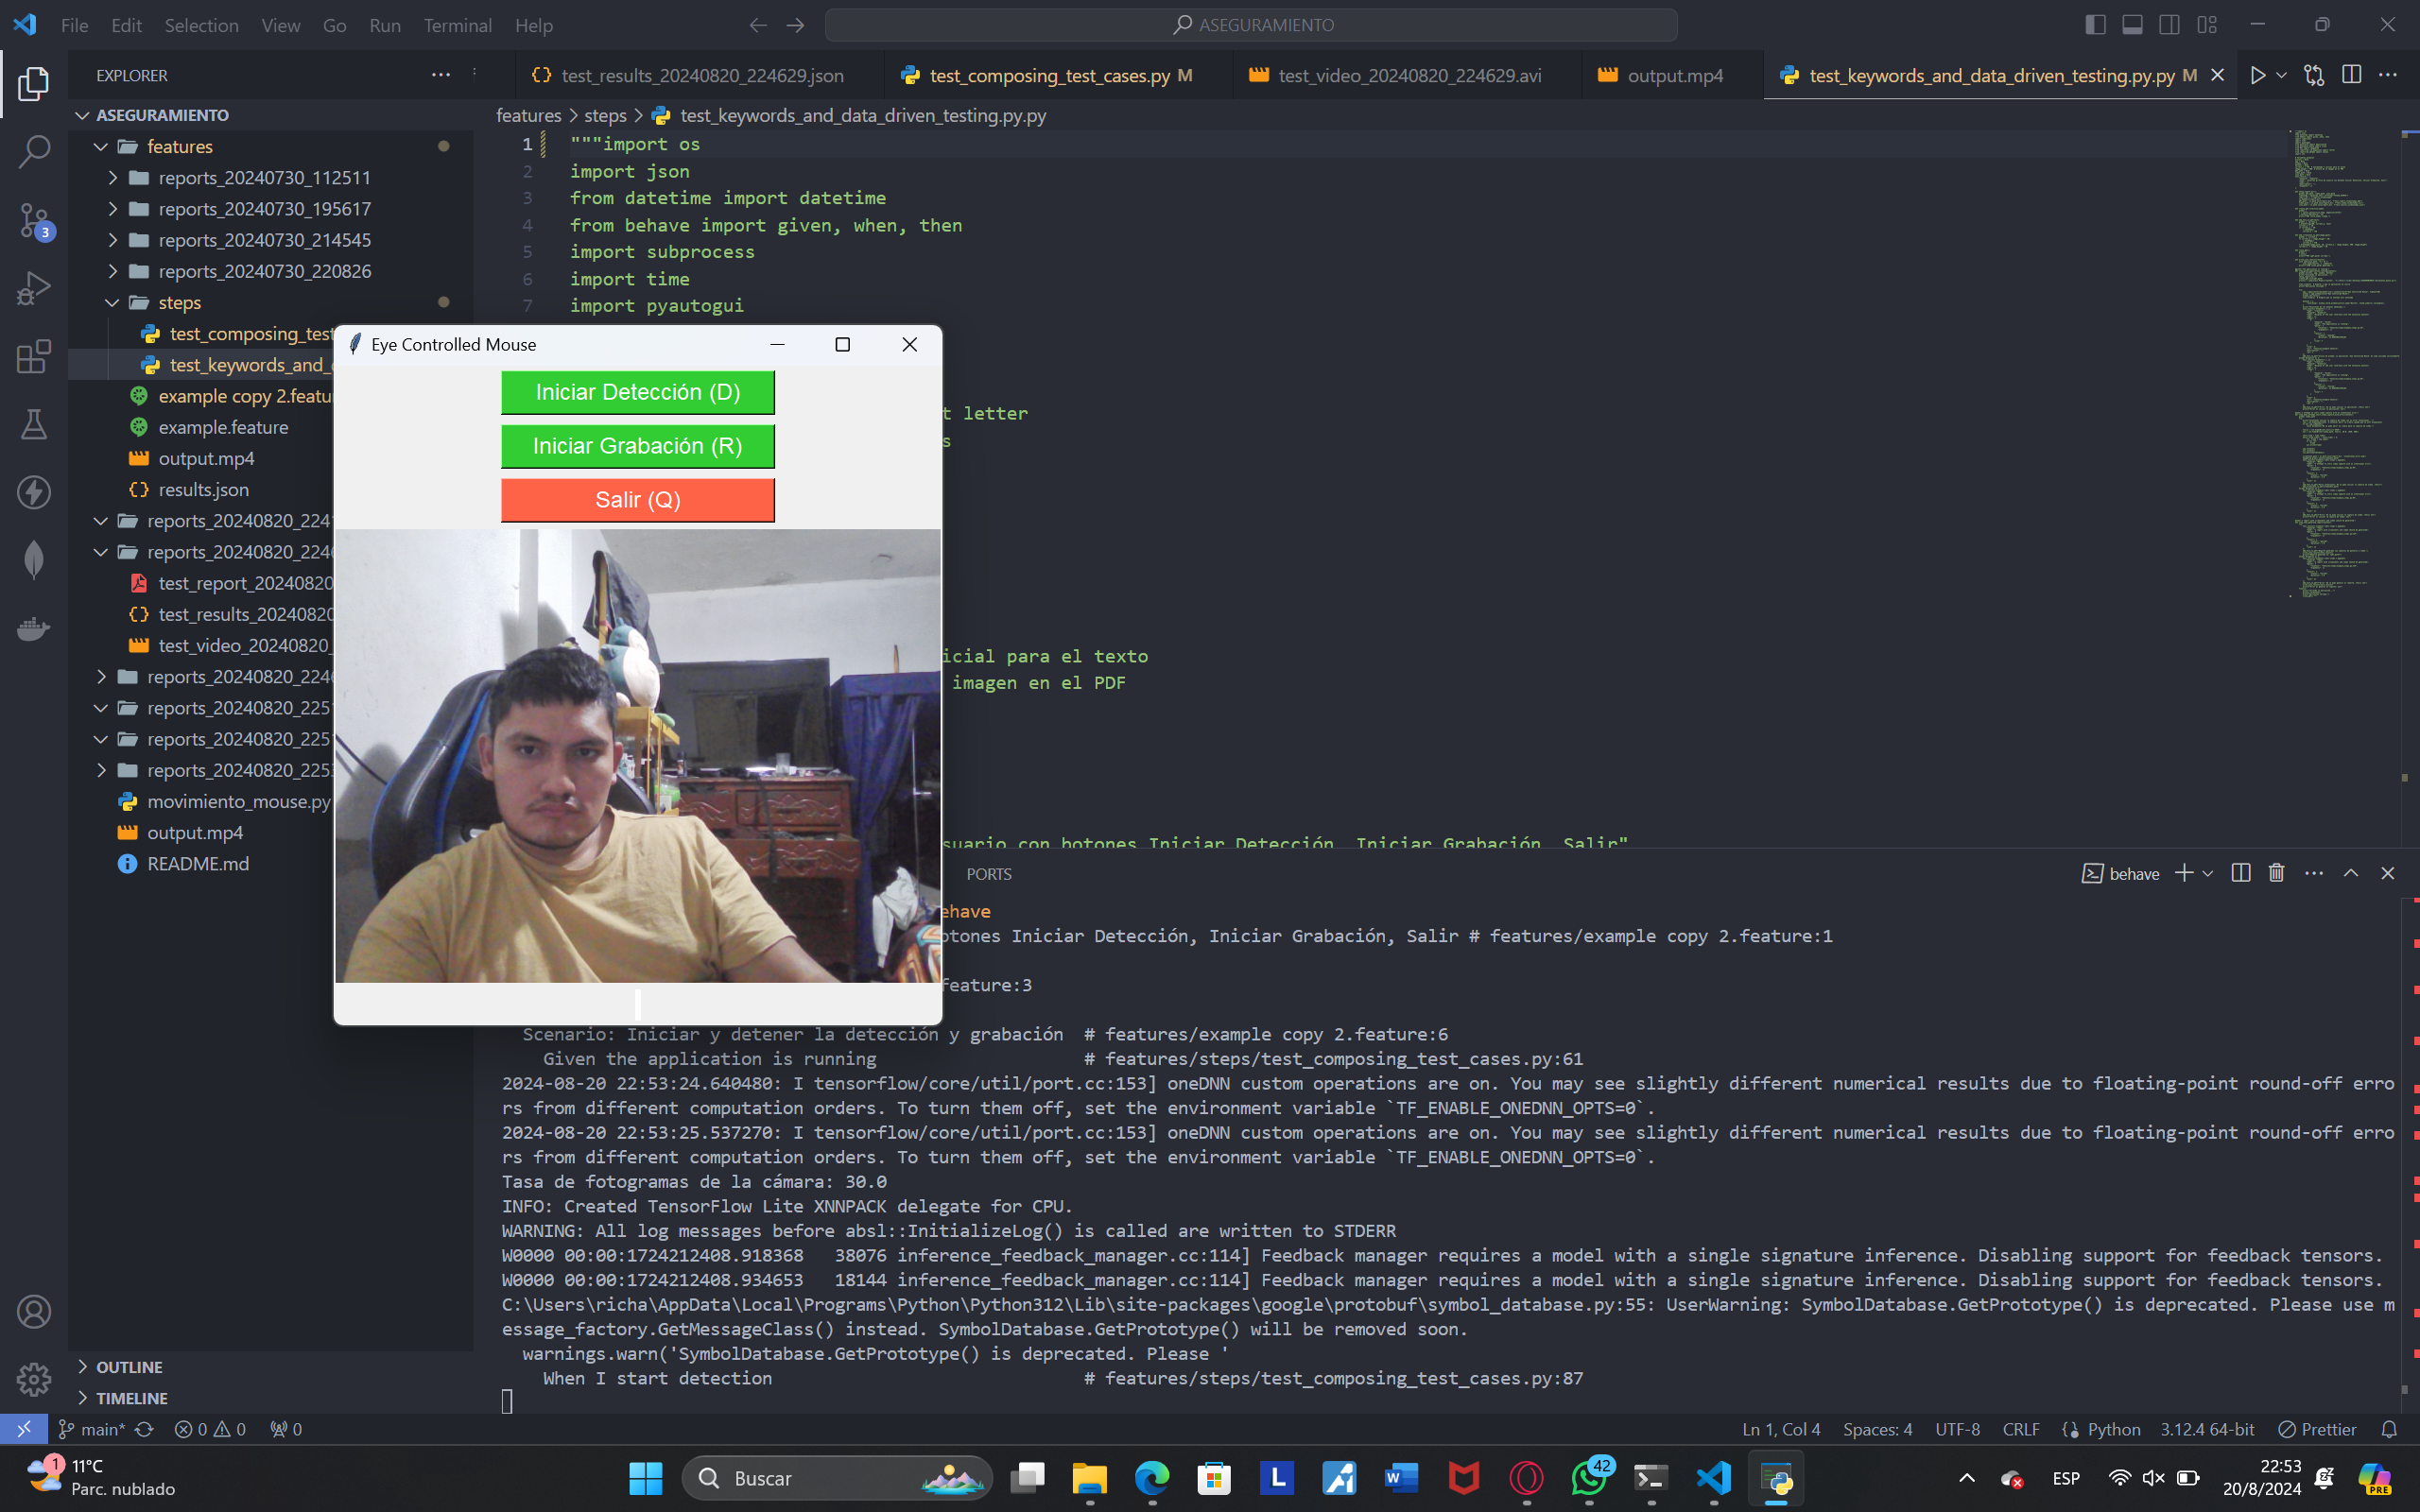 File Edit Selection View Go Run Terminal Help
ASEGURAMIENTO
EXPLORER
ASEGURAMIENTO
features
reports_20240730_112511
reports_20240730_195617
reports_20240730_214545
reports_20240730_220826
steps
test_composing_test
test_keywords_and_
example copy 2.featur
example.feature
output.mp4
results.json
reports_20240820_224
reports_20240820_224
test_report_20240820
test_results_20240820
test_video_20240820_
reports_20240820_224
reports_20240820_225
reports_20240820_225
reports_20240820_225
movimiento_mouse.py
output.mp4
README.md
OUTLINE
TIMELINE
3
test_results_20240820_224629.json
test_composing_test_cases.py M
test_video_20240820_224629.avi
output.mp4
test_keywords_and_data_driven_testing.py.py M
features > steps > test_keywords_and_data_driven_testing.py.py
1 """import os
2 import json
3 from datetime import datetime
4 from behave import given, when, then
5 import subprocess
6 import time
7 import pyautogui
t letter
s
icial para el texto
imagen en el PDF
suario con botones Iniciar Detección, Iniciar Grabación, Salir"
Eye Controlled Mouse
Iniciar Detección (D)
Iniciar Grabación (R)
Salir (Q)
PORTS
behave
ehave
otones Iniciar Detección, Iniciar Grabación, Salir # features/example copy 2.feature:1
feature:3
Scenario: Iniciar y detener la detección y grabación # features/example copy 2.feature:6
Given the application is running # features/steps/test_composing_test_cases.py:61
2024-08-20 22:53:24.640480: I tensorflow/core/util/port.cc:153] oneDNN custom operations are on. You may see slightly different numerical results due to floating-point round-off erro
rs from different computation orders. To turn them off, set the environment variable `TF_ENABLE_ONEDNN_OPTS=0`.
2024-08-20 22:53:25.537270: I tensorflow/core/util/port.cc:153] oneDNN custom operations are on. You may see slightly different numerical results due to floating-point round-off erro
rs from different computation orders. To turn them off, set the environment variable `TF_ENABLE_ONEDNN_OPTS=0`.
Tasa de fotogramas de la cámara: 30.0
INFO: Created TensorFlow Lite XNNPACK delegate for CPU.
WARNING: All log messages before absl::InitializeLog() is called are written to STDERR
W0000 00:00:1724212408.918368 38076 inference_feedback_manager.cc:114] Feedback manager requires a model with a single signature inference. Disabling support for feedback tensors.
W0000 00:00:1724212408.934653 18144 inference_feedback_manager.cc:114] Feedback manager requires a model with a single signature inference. Disabling support for feedback tensors.
C:\Users\richa\AppData\Local\Programs\Python\Python312\Lib\site-packages\google\protobuf\symbol_database.py:55: UserWarning: SymbolDatabase.GetPrototype() is deprecated. Please use m
essage_factory.GetMessageClass() instead. SymbolDatabase.GetPrototype() will be removed soon.
warnings.warn('SymbolDatabase.GetPrototype() is deprecated. Please '
When I start detection # features/steps/test_composing_test_cases.py:87
main* 0 0 0
Ln 1, Col 4 Spaces: 4 UTF-8 CRLF Python 3.12.4 64-bit Prettier
1
11°C
Parc. nublado
Buscar
L
W
42
ESP
22:53
20/8/2024
PRE